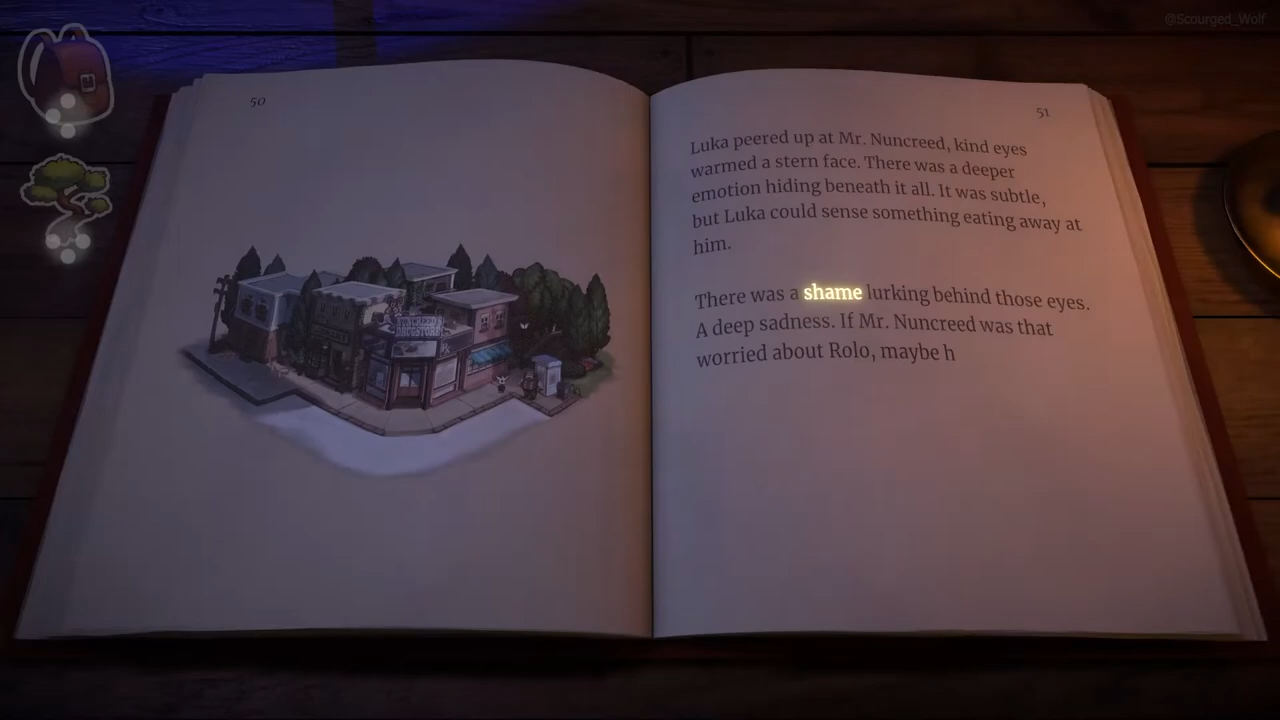 @Scourged_Wolf
50
51
Luka peered up at Mr. Nuncreed, kind eyes
warmed a stern face. There was a deeper
emotion hiding beneath it all. It was subtle,
but Luka could sense something eating away at
him.
There was a shame lurking behind those eyes.
A deep sadness. If Mr. Nuncreed was that
worried about Rolo, maybe h
NUNCREED
DRUGSTORE